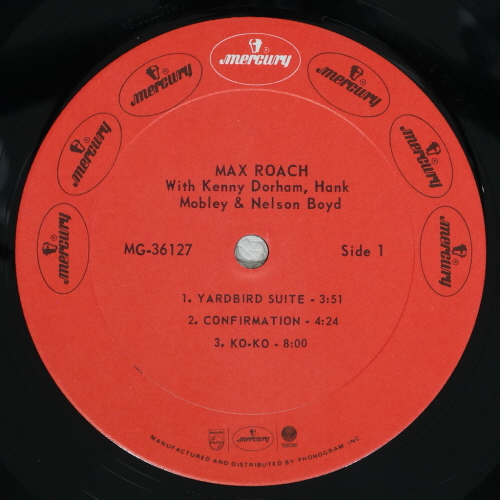 mercury
mercury
mercury
mercury
mercury
mercury
mercury
MAX ROACH
With Kenny Dorham, Hank
Mobley & Nelson Boyd
MG-36127 Side 1
1. YARDBIRD SUITE - 3:51
2. CONFIRMATION - 4:24
3. KO-KO - 8:00
mercury
MANUFACTURED AND DISTRIBUTED BY PHONOGRAM, INC.